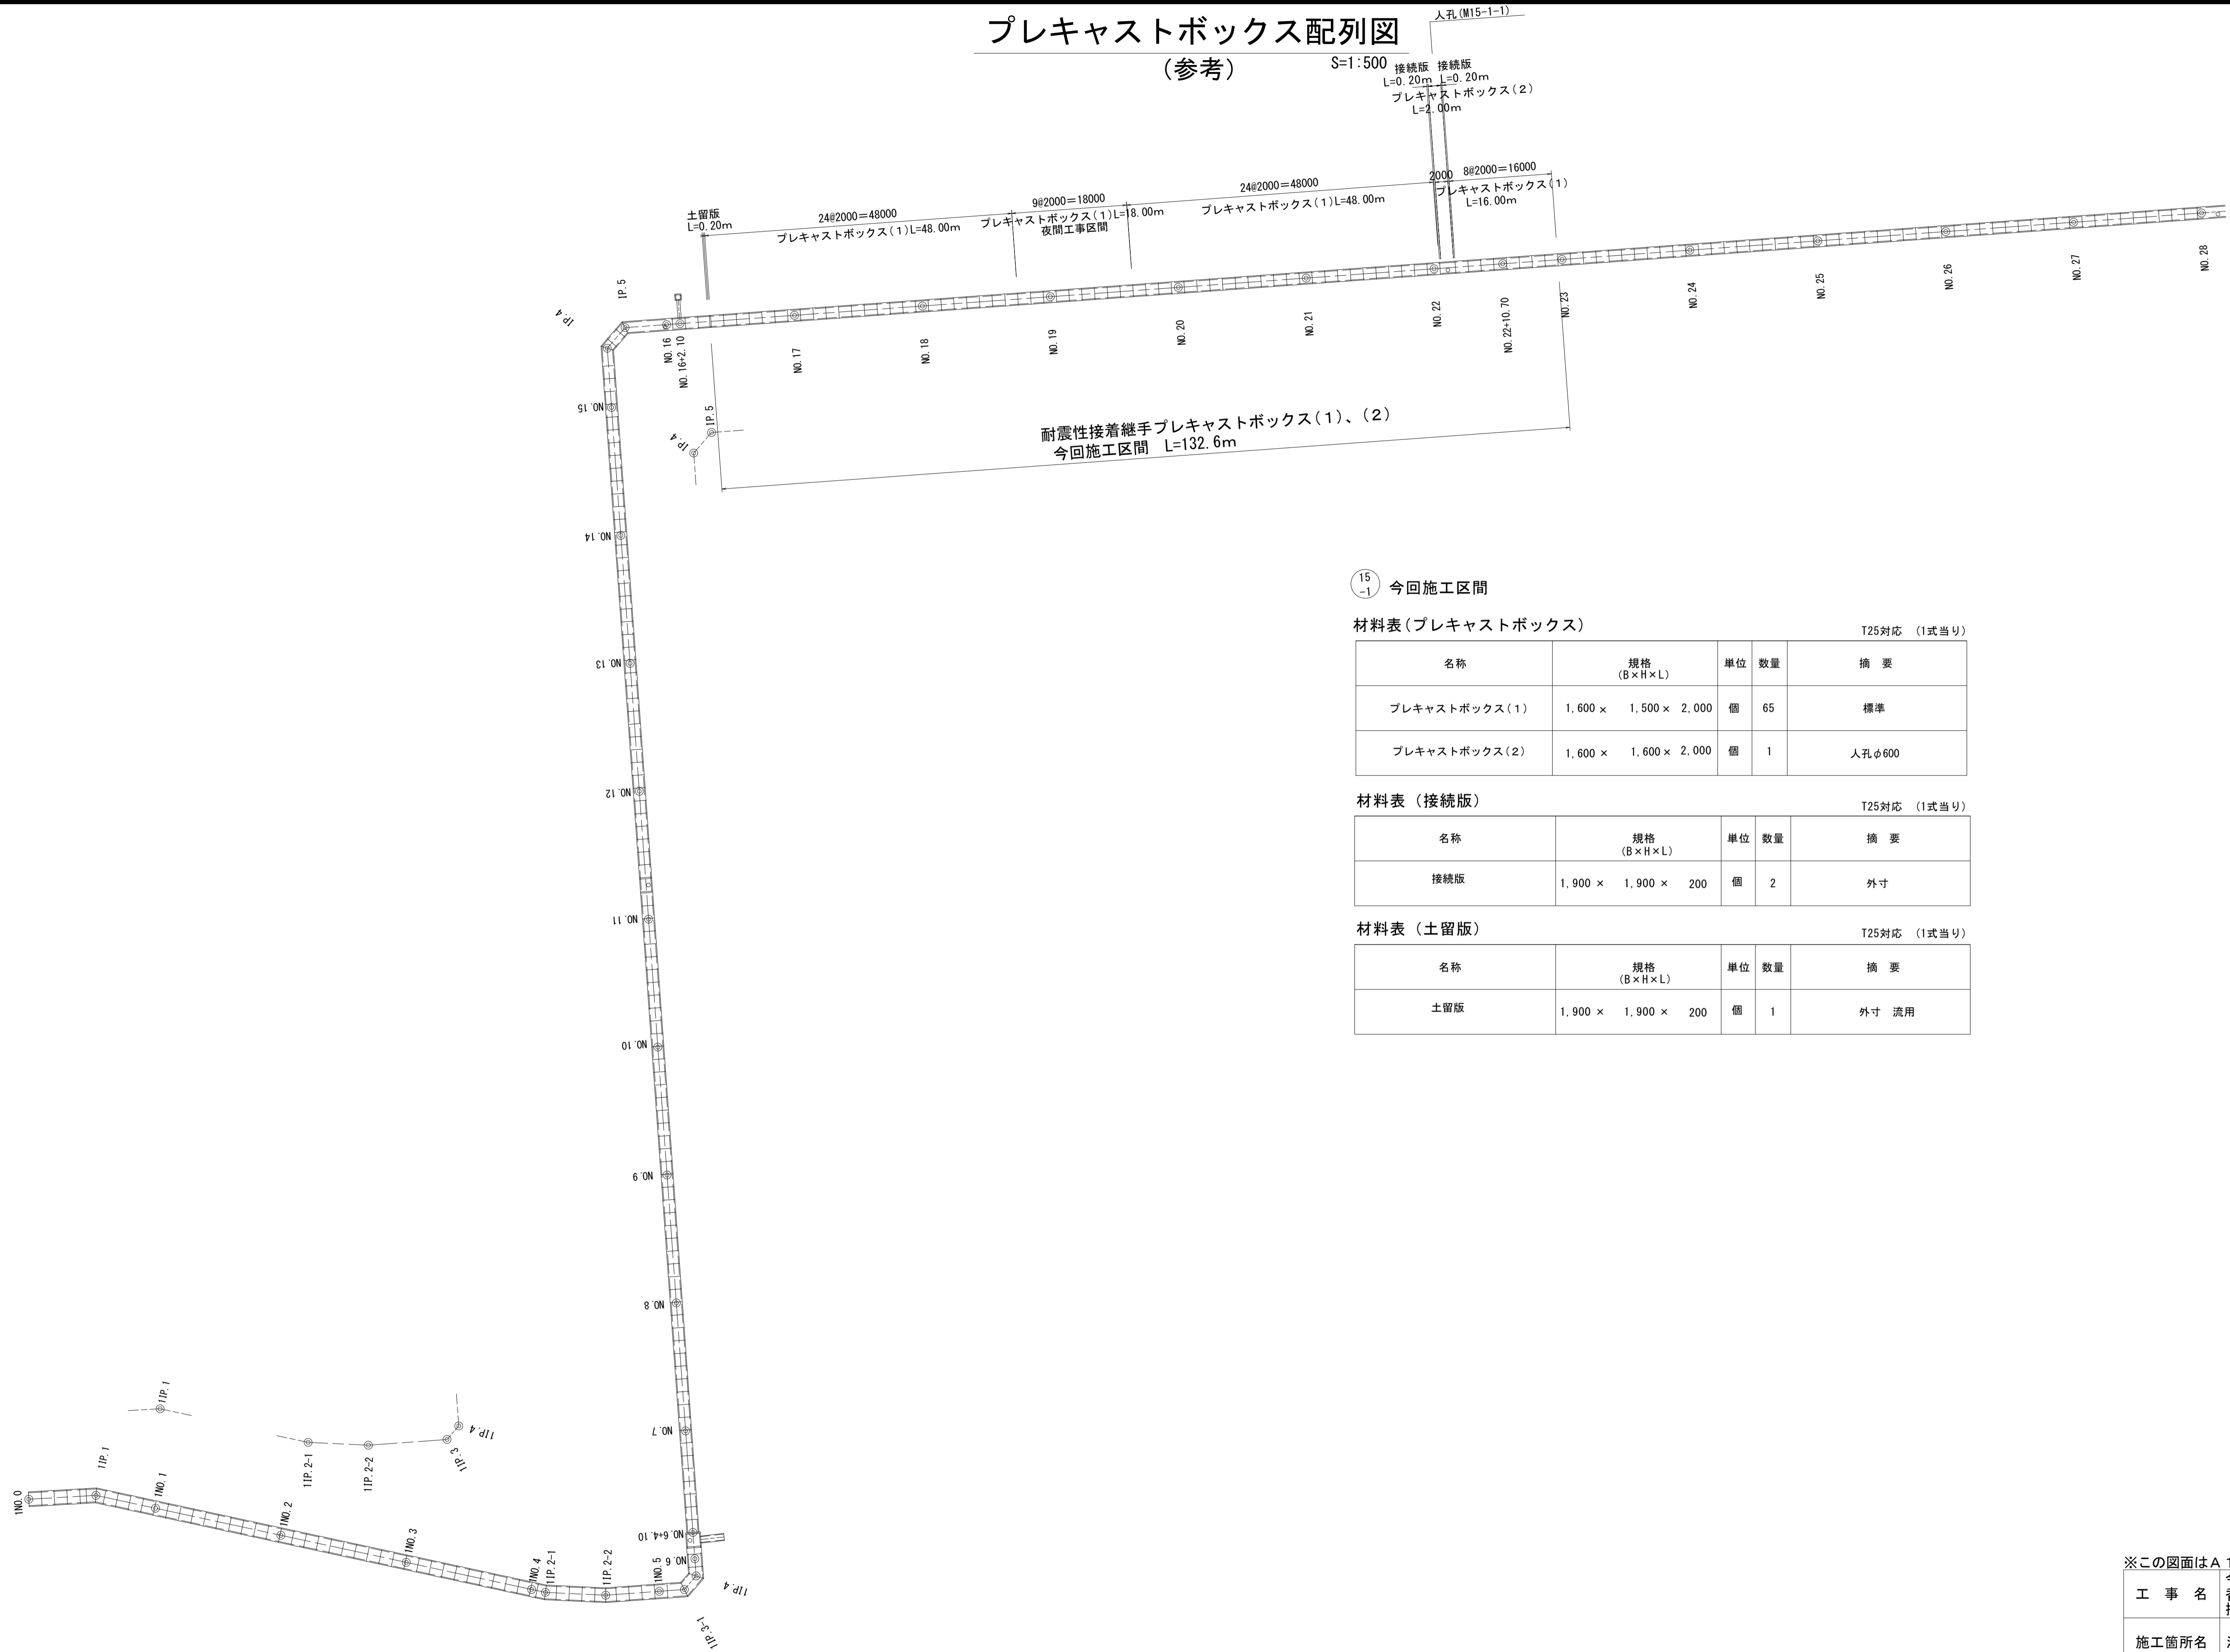 プレキャストボックス配列図
(参考)
S=1:500
人孔(M15-1-1)
接続版 接続版
L=0.20m L=0.20m
プレキャストボックス(2)
L=2.00m
土留版
L=0.20m
24@2000=48000
プレキャストボックス(1)L=48.00m
9@2000=18000
プレキャストボックス(1)L=18.00m
夜間工事区間
24@2000=48000
プレキャストボックス(1)L=48.00m
2000
8@2000=16000
プレキャストボックス(1)
L=16.00m
IP.4
IP.5
NO.16
NO.16+2.10
NO.17
NO.18
NO.19
NO.20
NO.21
NO.22
NO.22+10.70
NO.23
NO.24
NO.25
NO.26
NO.27
NO.28
IP.4
IP.5
耐震性接着継手プレキャストボックス(1)、(2)
今回施工区間 L=132.6m
NO.15
NO.14
NO.13
NO.12
NO.11
NO.10
NO.9
NO.8
NO.7
NO.6+4.10
NO.6
15
-1
今回施工区間
材料表(プレキャストボックス)
T25対応 (1式当り)
名称 規格 単位 数量 摘 要
(B×H×L)
プレキャストボックス(1) 1,600 × 1,500 × 2,000 個 65 標準
プレキャストボックス(2) 1,600 × 1,600 × 2,000 個 1 人孔φ600
材料表(接続版)
T25対応 (1式当り)
名称 規格 単位 数量 摘 要
(B×H×L)
接続版 1,900 × 1,900 × 200 個 2 外寸
材料表(土留版)
T25対応 (1式当り)
名称 規格 単位 数量 摘 要
(B×H×L)
土留版 1,900 × 1,900 × 200 個 1 外寸 流用
1IP.1
1IP.2-1
1IP.2-2
1IP.3
1IP.4
1NO.0
1IP.1
1NO.1
1NO.2
1NO.3
1NO.4
1IP.2-1
1IP.2-2
1NO.5
1IP.4
1IP.3-1
※この図面はA1
工 事 名
施工箇所名